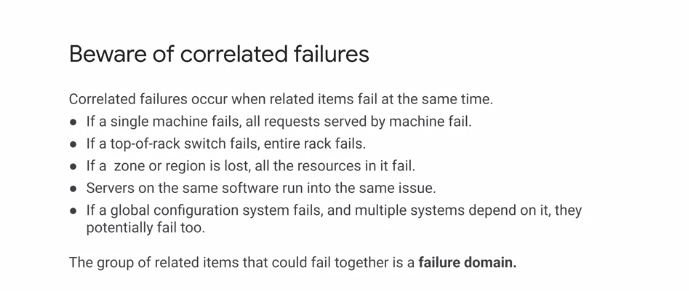 Beware of correlated failures
Correlated failures occur when related items fail at the same time.
● If a single machine fails, all requests served by machine fail.
● If a top-of-rack switch fails, entire rack fails.
● If a  zone or region is lost, all the resources in it fail.
● Servers on the same software run into the same issue.
● If a global configuration system fails, and multiple systems depend on it, they
potentially fail too.
The group of related items that could fail together is a failure domain.